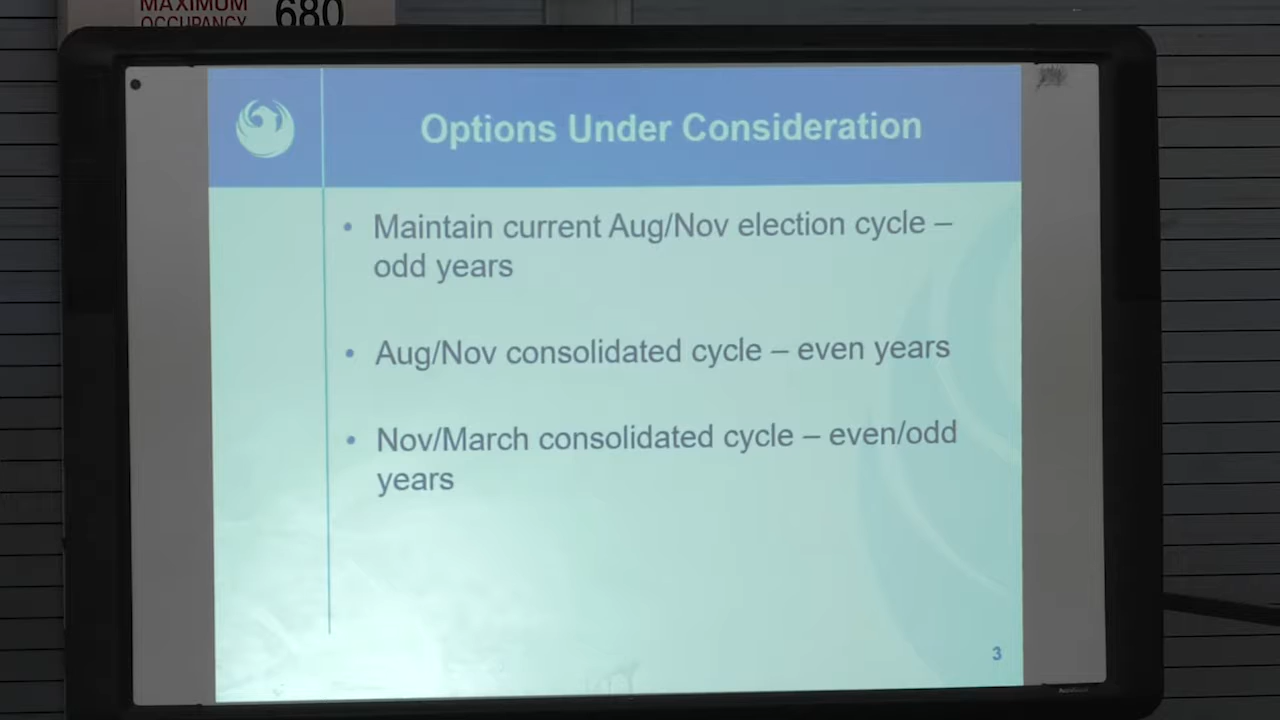 MAXIMUM
OCCUPANCY
680
Options Under Consideration
• Maintain current Aug/Nov election cycle –
odd years
• Aug/Nov consolidated cycle – even years
• Nov/March consolidated cycle – even/odd
years
3